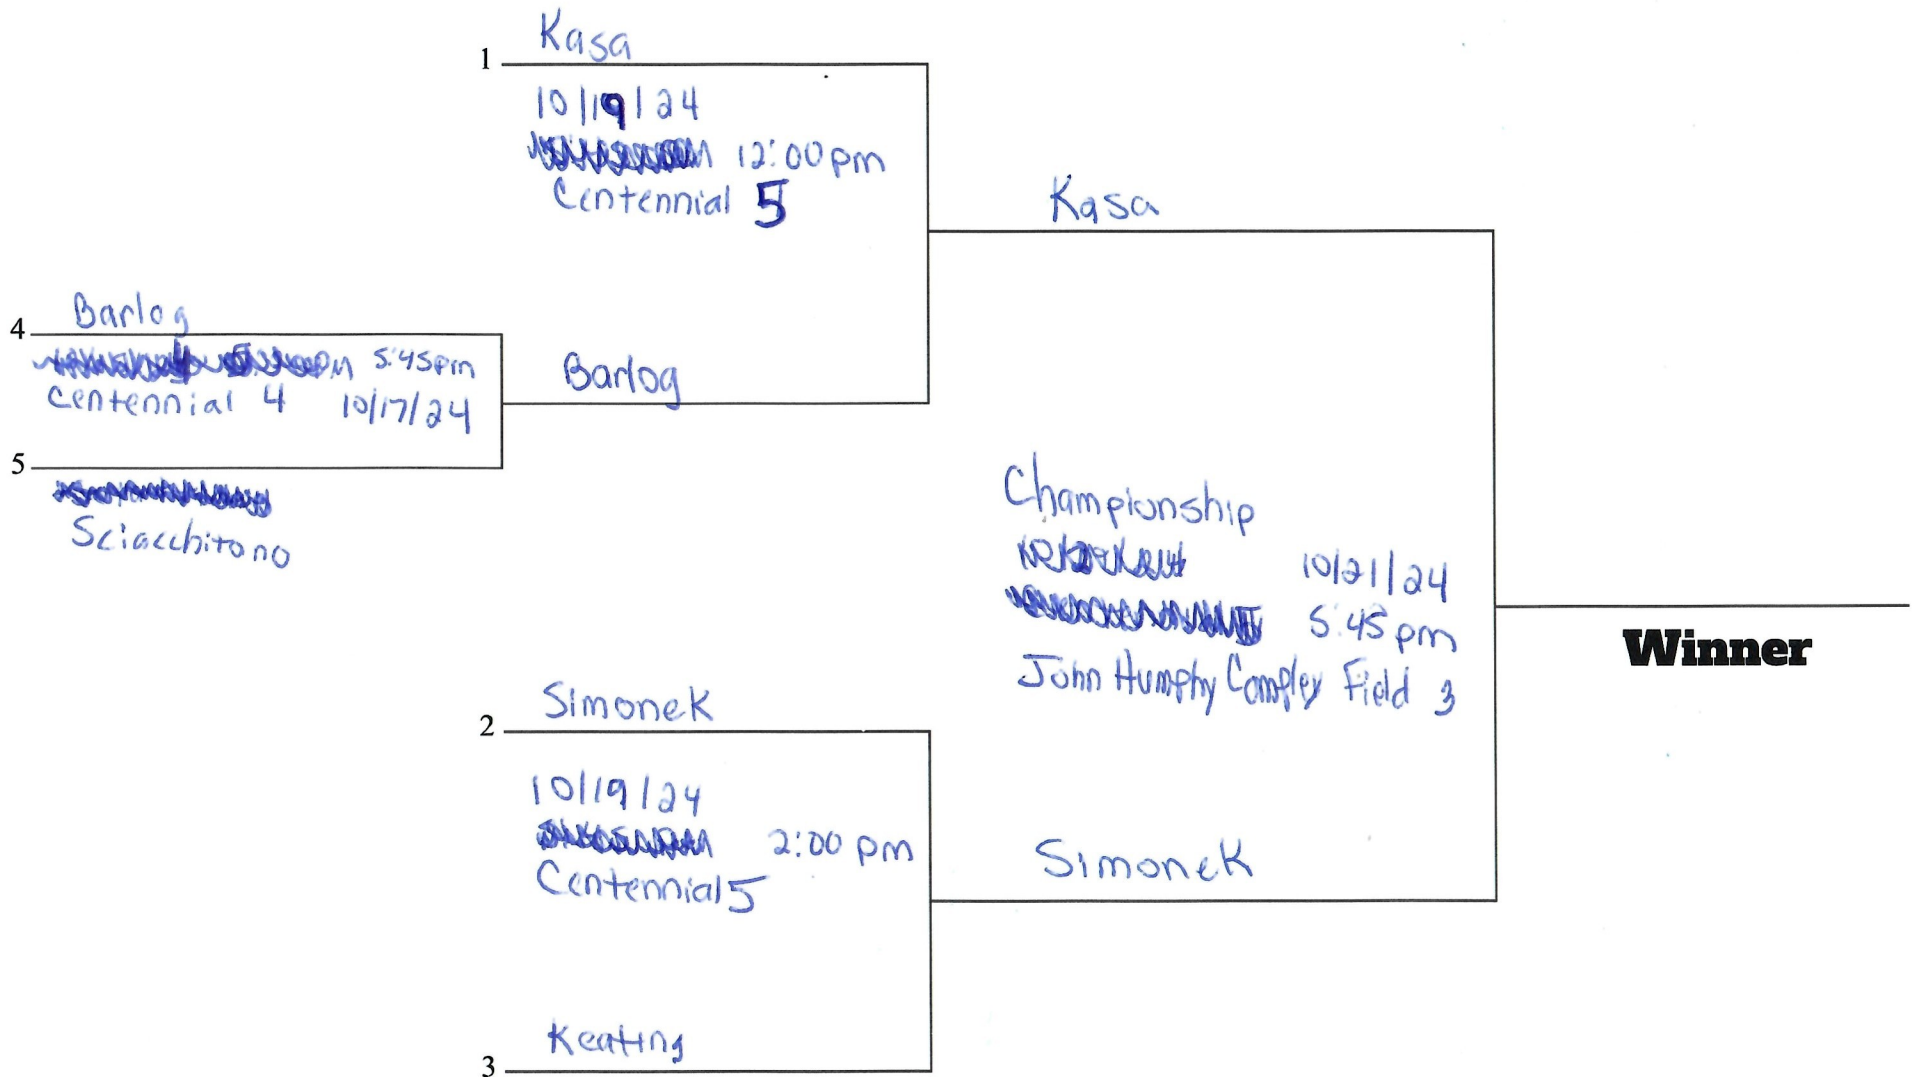 1 Kasa
10/19/24
12:00pm
Centennial 5
Kasa
4 Barlog
5:45pm
Centennial 4 10/17/24
Barlog
5
Sciacchitano
Championship
10/21/24
5:45 pm
John Humphy Complex Field 3
Winner
2 Simonek
10/19/24
2:00 pm
Centennial 5
Simonek
3 Keating